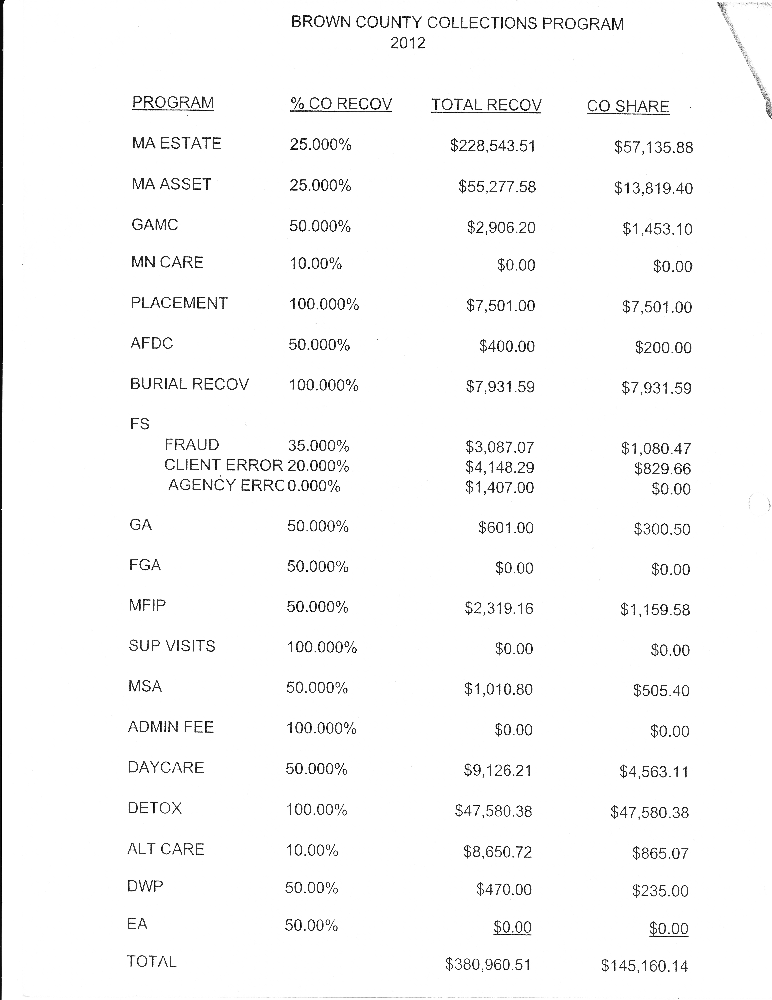 BROWN COUNTY COLLECTIONS PROGRAM
2012
PROGRAM % CO RECOV TOTAL RECOV CO SHARE
MA ESTATE 25.000% $228,543.51 $57,135.88
MA ASSET 25.000% $55,277.58 $13,819.40
GAMC 50.000% $2,906.20 $1,453.10
MN CARE 10.00% $0.00 $0.00
PLACEMENT 100.000% $7,501.00 $7,501.00
AFDC 50.000% $400.00 $200.00
BURIAL RECOV 100.000% $7,931.59 $7,931.59
FS
FRAUD 35.000% $3,087.07 $1,080.47
CLIENT ERROR 20.000% $4,148.29 $829.66
AGENCY ERRC 0.000% $1,407.00 $0.00
GA 50.000% $601.00 $300.50
FGA 50.000% $0.00 $0.00
MFIP 50.000% $2,319.16 $1,159.58
SUP VISITS 100.000% $0.00 $0.00
MSA 50.000% $1,010.80 $505.40
ADMIN FEE 100.000% $0.00 $0.00
DAYCARE 50.000% $9,126.21 $4,563.11
DETOX 100.00% $47,580.38 $47,580.38
ALT CARE 10.00% $8,650.72 $865.07
DWP 50.00% $470.00 $235.00
EA 50.00% $0.00 $0.00
TOTAL $380,960.51 $145,160.14